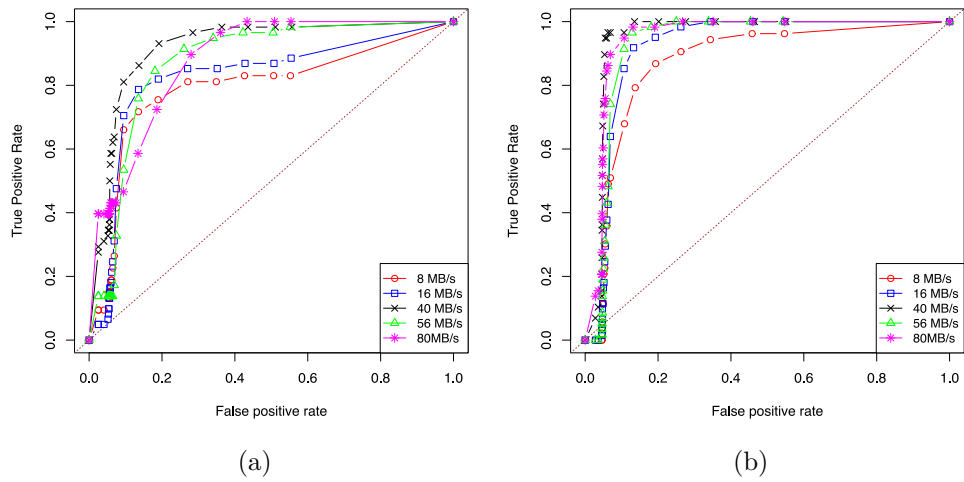 True Positive Rate
1.0
0.8
0.6
0.4
0.2
0.0
8 MB/s
16 MB/s
40 MB/s
56 MB/s
80MB/s
0.0 0.2 0.4 0.6 0.8 1.0
False positive rate
(a)
True Positive Rate
1.0
0.8
0.6
0.4
0.2
0.0
8 MB/s
16 MB/s
40 MB/s
56 MB/s
80MB/s
0.0 0.2 0.4 0.6 0.8 1.0
False positive rate
(b)